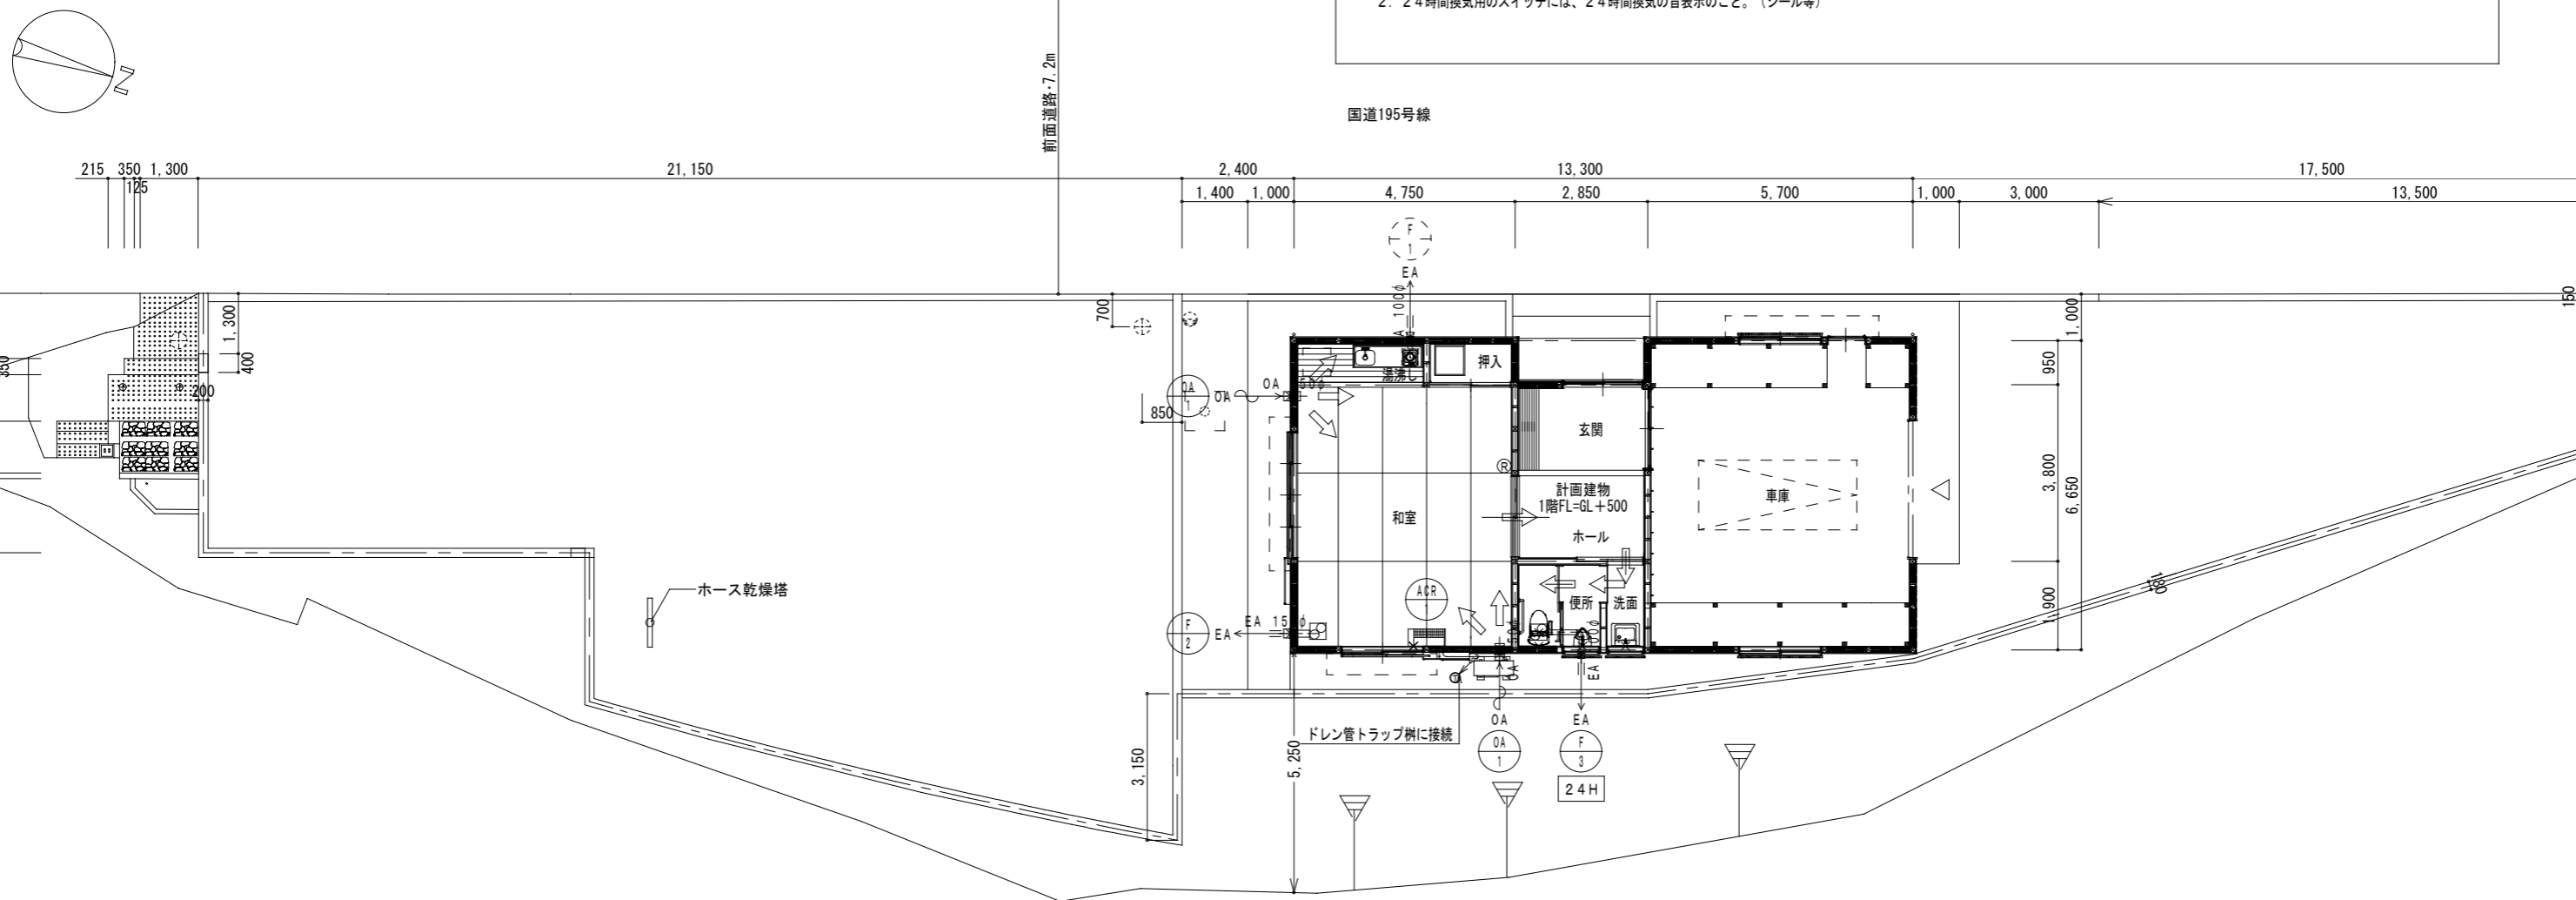 2. 24時間換気用のスイッチには、24時間換気の旨表示のこと。(シール等)
N
前面道路・7.2m
国道195号線
215 350 1,300 21,150 2,400 13,300 17,500
125
1,400 1,000 4,750 2,850 5,700 1,000 3,000 13,500
F
1
EA
100φ
1,300
400
200
350
700
850
150
1,000
950
3,800
6,650
1,900
180
OA
1
OA
OA
湯沸し
押入
玄関
和室
R
計画建物
1階FL=GL+500
ホール
車庫
便所
洗面
ACR
1
ホース乾燥塔
F
2
EA
EA
OA
EA
OA
EA
OA
1
F
3
24H
ドレン管トラップ桝に接続
3,150
5,250